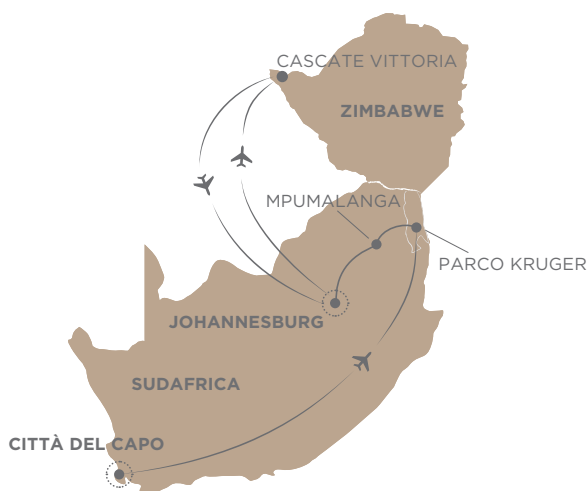 CASCATE VITTORIA
ZIMBABWE
MPUMALANGA
PARCO KRUGER
JOHANNESBURG
SUDAFRICA
CITTÀ DEL CAPO